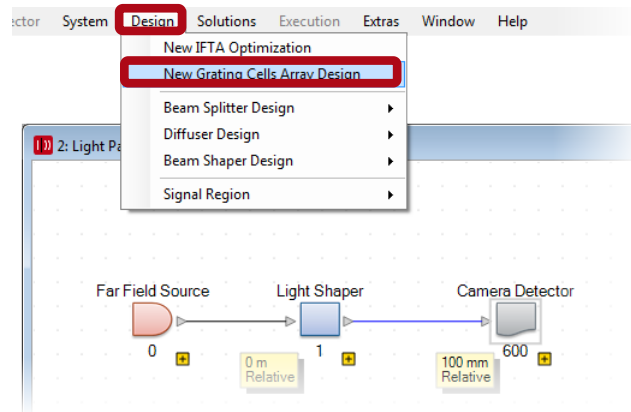 ctor System Design Solutions Execution Extras Window Help
New IFTA Optimization
New Grating Cells Array Design
Beam Splitter Design
Diffuser Design
Beam Shaper Design
Signal Region
2: Light Pa
Far Field Source Light Shaper Camera Detector
0 1 600
0 m
Relative
100 mm
Relative